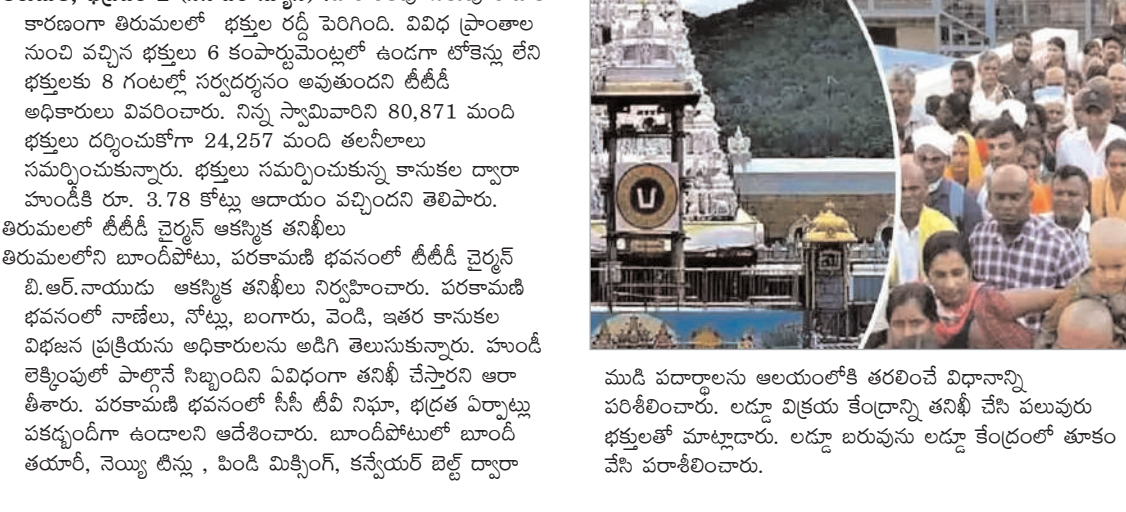 కారణంగా తిరుమలలో భక్తుల రద్దీ పెరిగింది. వివిధ ప్రాంతాల
నుంచి వచ్చిన భక్తులు 6 కంపార్టుమెంట్లలో ఉండగా టోకెన్లు లేని
భక్తులకు 8 గంటల్లో సర్వదర్శనం అవుతుందని టీటీడీ
అధికారులు వివరించారు. నిన్న స్వామివారిని 80,871 మంది
భక్తులు దర్శించుకోగా 24,257 మంది తలనీలాలు
సమర్పించుకున్నారు. భక్తులు సమర్పించుకున్న కానుకల ద్వారా
హుండీకి రూ. 3.78 కోట్లు ఆదాయం వచ్చిందని తెలిపారు.
తిరుమలలో టీటీడీ చైర్మన్ ఆకస్మిక తనిఖీలు
తిరుమలలోని బూందీపోటు, పరకామణి భవనంలో టీటీడీ చైర్మన్
బి.ఆర్.నాయుడు ఆకస్మిక తనిఖీలు నిర్వహించారు. పరకామణి
భవనంలో నాణేలు, నోట్లు, బంగారు, వెండి, ఇతర కానుకల
విభజన ప్రక్రియను అధికారులను అడిగి తెలుసుకున్నారు. హుండీ
లెక్కింపులో పాల్గొనే సిబ్బందిని ఏవిధంగా తనిఖీ చేస్తారని ఆరా
తీశారు. పరకామణి భవనంలో సీసీ టీవీ నిఘా, భద్రత ఏర్పాట్లు
పకడ్బందీగా ఉండాలని ఆదేశించారు. బూందీపోటులో బూందీ
తయారీ, నెయ్యి టిన్లు , పిండి మిక్సింగ్, కన్వేయర్ బెల్ట్ ద్వారా
ముడి పదార్థాలను ఆలయంలోకి తరలించే విధానాన్ని
పరిశీలించారు. లడ్డూ విక్రయ కేంద్రాన్ని తనిఖీ చేసి పలువురు
భక్తులతో మాట్లాడారు. లడ్డూ బరువును లడ్డూ కేంద్రంలో తూకం
వేసి పరాశీలించారు.